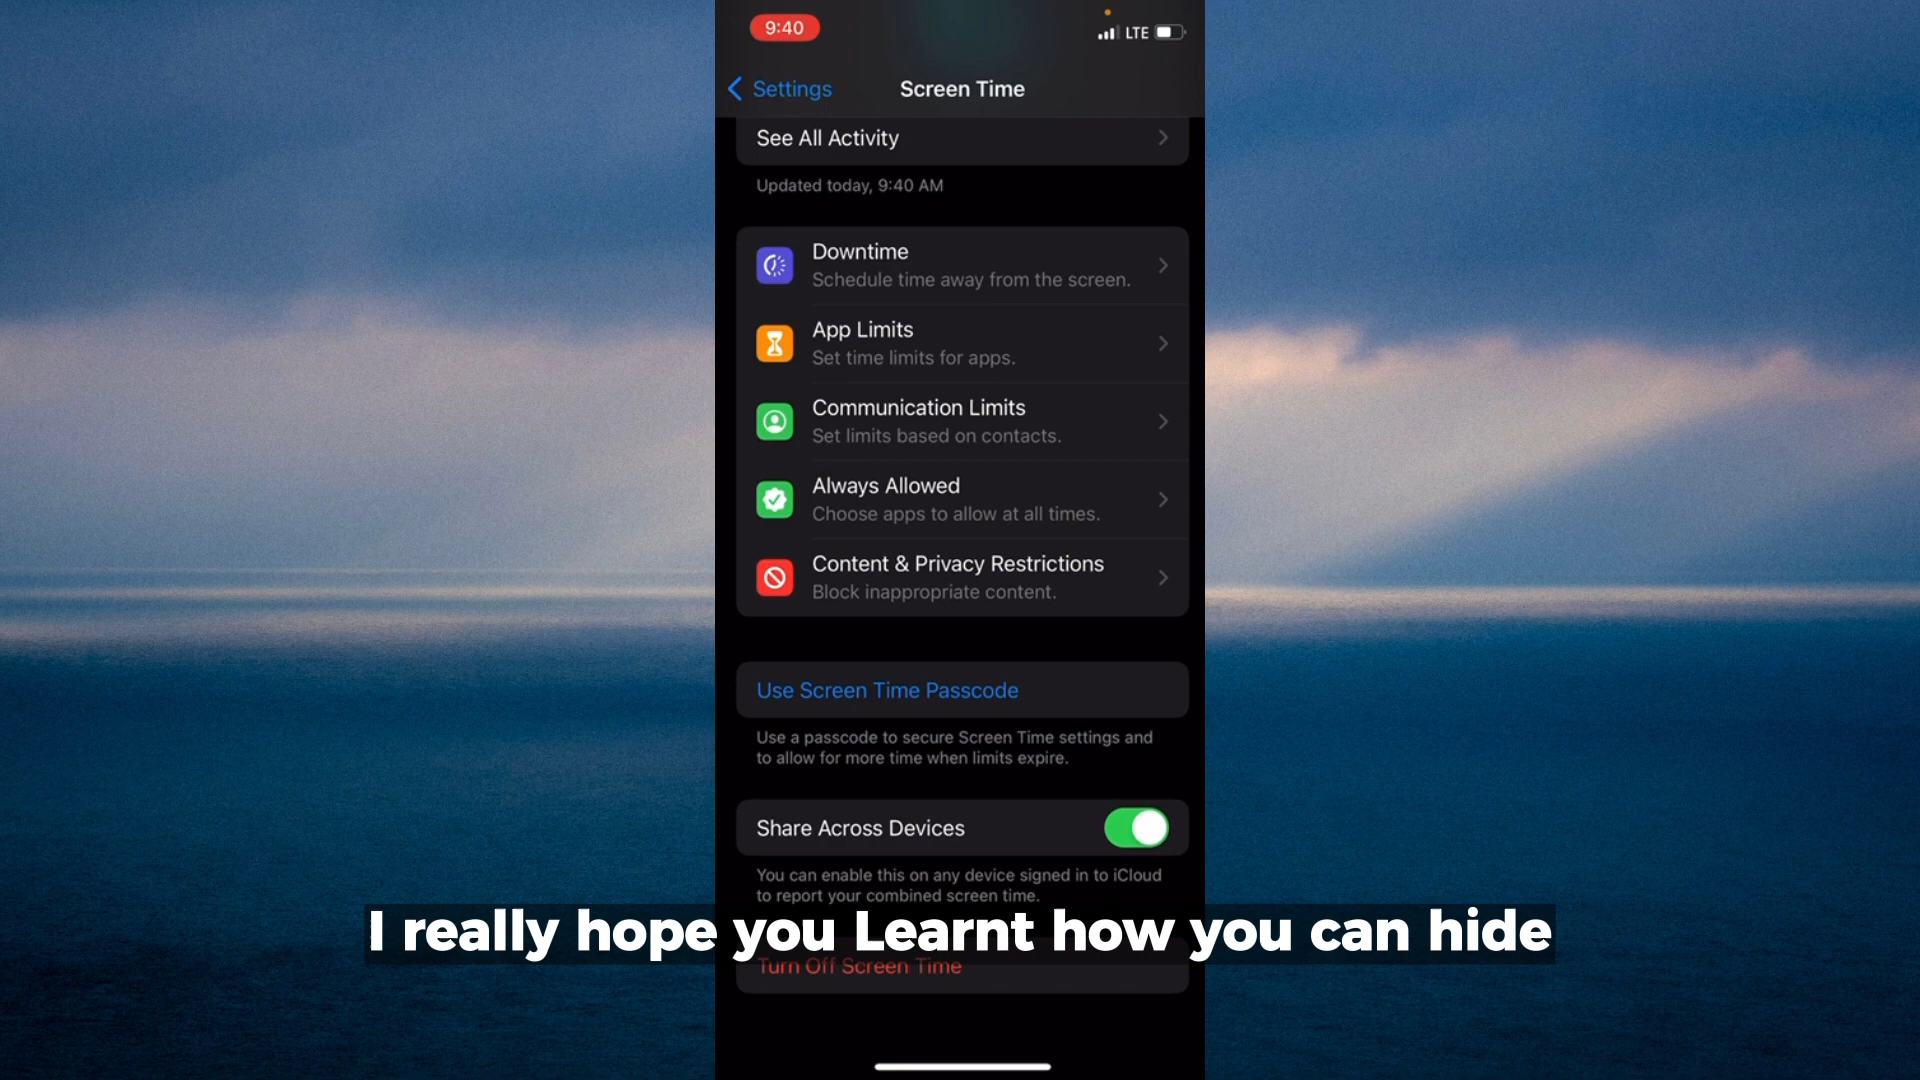 9:40
LTE
Settings
Screen Time
See All Activity
Updated today, 9:40 AM
Downtime
Schedule time away from the screen.
App Limits
Set time limits for apps.
Communication Limits
Set limits based on contacts.
Always Allowed
Choose apps to allow at all times.
Content & Privacy Restrictions
Block inappropriate content.
Use Screen Time Passcode
Use a passcode to secure Screen Time settings and
to allow for more time when limits expire.
Share Across Devices
You can enable this on any device signed in to iCloud
to report your combined screen time.
I really hope you Learnt how you can hide
Turn Off Screen Time